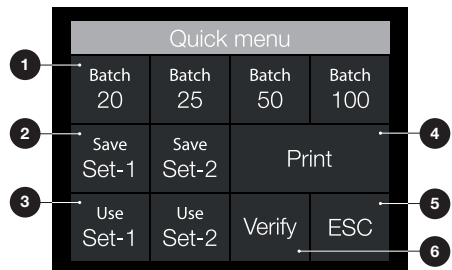 Quick menu
1
Batch Batch Batch Batch
20 25 50 100
2
Save Save
Set-1 Set-2 Print
4
3
Use Use
Set-1 Set-2 Verify ESC
5
6